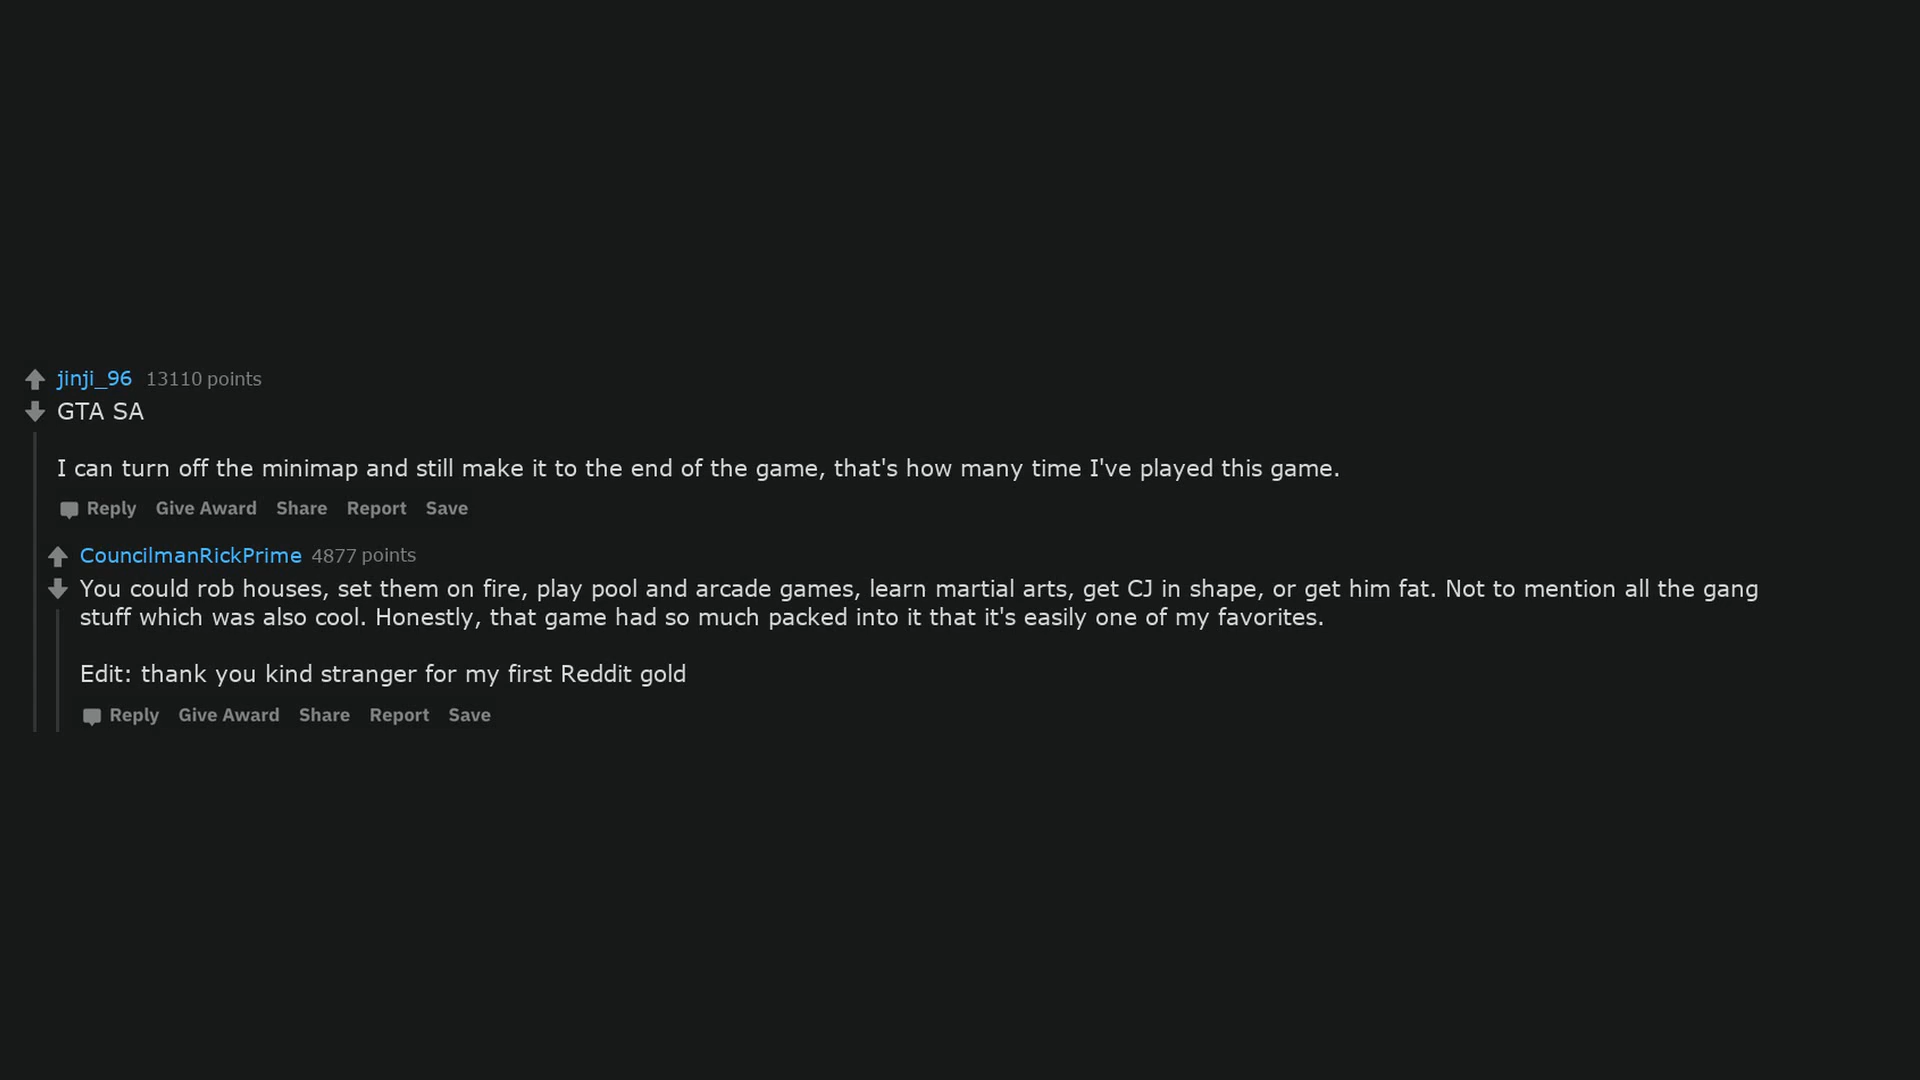 jinji_96 13110 points
GTA SA
I can turn off the minimap and still make it to the end of the game, that's how many time I've played this game.
Reply Give Award Share Report Save
CouncilmanRickPrime 4877 points
You could rob houses, set them on fire, play pool and arcade games, learn martial arts, get CJ in shape, or get him fat. Not to mention all the gang
stuff which was also cool. Honestly, that game had so much packed into it that it's easily one of my favorites.
Edit: thank you kind stranger for my first Reddit gold
Reply Give Award Share Report Save